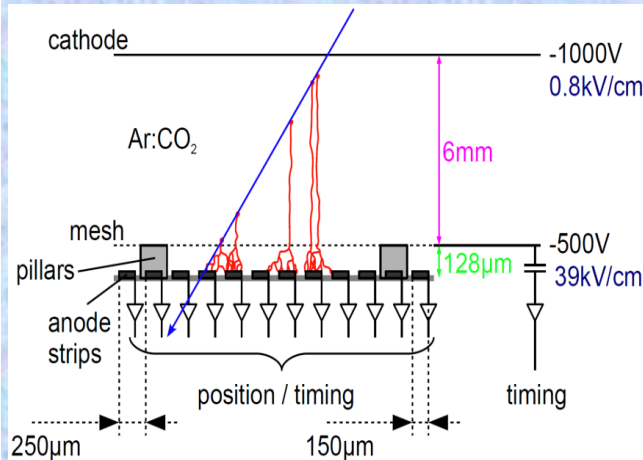 cathode
-1000V
0.8kV/cm
Ar:CO₂
6mm
mesh
-500V
pillars
128µm
39kV/cm
anode
strips
position / timing
timing
250µm
150µm